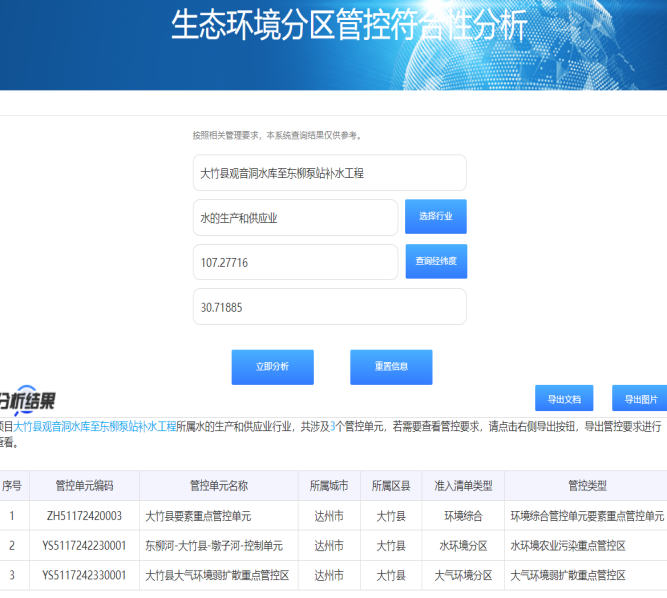 生态环境分区管控符合性分析
按照相关管理要求，本系统查询结果仅供参考。
大竹县观音洞水库至东柳泵站补水工程
水的生产和供应业
选择行业
107.27716
查询经纬度
30.71885
立即分析
重置信息
分析结果
导出文档
导出图片
项目大竹县观音洞水库至东柳泵站补水工程所属水的生产和供应业行业，共涉及3个管控单元，若需要查看管控要求，请点击右侧导出按钮，导出管控要求进行
查看。
序号 管控单元编码 管控单元名称 所属城市 所属区县 准入清单类型 管控类型
1 ZH51172420003 大竹县要素重点管控单元 达州市 大竹县 环境综合 环境综合管控单元要素重点管控单元
2 YS5117242230001 东柳河-大竹县-墩子河-控制单元 达州市 大竹县 水环境分区 水环境农业污染重点管控区
3 YS5117242330001 大竹县大气环境弱扩散重点管控区 达州市 大竹县 大气环境分区 大气环境弱扩散重点管控区